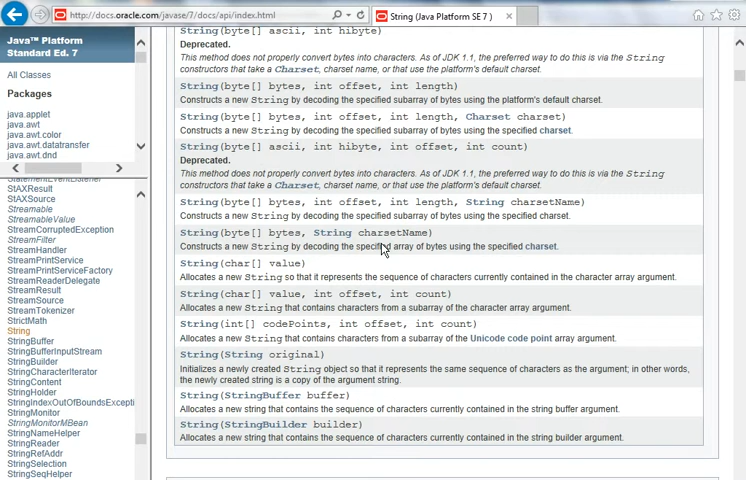 http://docs.oracle.com/javase/7/docs/api/index.html
String (Java Platform SE 7 )
Java™ Platform
Standard Ed. 7
All Classes
Packages
java.applet
java.awt
java.awt.color
java.awt.datatransfer
java.awt.dnd
StAXResult
StAXSource
Streamable
StreamableValue
StreamCorruptedException
StreamFilter
StreamHandler
StreamPrintService
StreamPrintServiceFactory
StreamReaderDelegate
StreamResult
StreamSource
StreamTokenizer
StrictMath
String
StringBuffer
StringBufferInputStream
StringBuilder
StringCharacterIterator
StringContent
StringHolder
StringIndexOutOfBoundsExcepti
StringMonitor
StringMonitorMBean
StringNameHelper
StringReader
StringRefAddr
StringSelection
StringSeqHelper
String(byte[] ascii, int hibyte)
Deprecated.
This method does not properly convert bytes into characters. As of JDK 1.1, the preferred way to do this is via the String
constructors that take a Charset, charset name, or that use the platform's default charset.
String(byte[] bytes, int offset, int length)
Constructs a new String by decoding the specified subarray of bytes using the platform's default charset.
String(byte[] bytes, int offset, int length, Charset charset)
Constructs a new String by decoding the specified subarray of bytes using the specified charset.
String(byte[] ascii, int hibyte, int offset, int count)
Deprecated.
This method does not properly convert bytes into characters. As of JDK 1.1, the preferred way to do this is via the String
constructors that take a Charset, charset name, or that use the platform's default charset.
String(byte[] bytes, int offset, int length, String charsetName)
Constructs a new String by decoding the specified subarray of bytes using the specified charset.
String(byte[] bytes, String charsetName)
Constructs a new String by decoding the specified array of bytes using the specified charset.
String(char[] value)
Allocates a new String so that it represents the sequence of characters currently contained in the character array argument.
String(char[] value, int offset, int count)
Allocates a new String that contains characters from a subarray of the character array argument.
String(int[] codePoints, int offset, int count)
Allocates a new String that contains characters from a subarray of the Unicode code point array argument.
String(String original)
Initializes a newly created String object so that it represents the same sequence of characters as the argument; in other words,
the newly created string is a copy of the argument string.
String(StringBuffer buffer)
Allocates a new string that contains the sequence of characters currently contained in the string buffer argument.
String(StringBuilder builder)
Allocates a new string that contains the sequence of characters currently contained in the string builder argument.